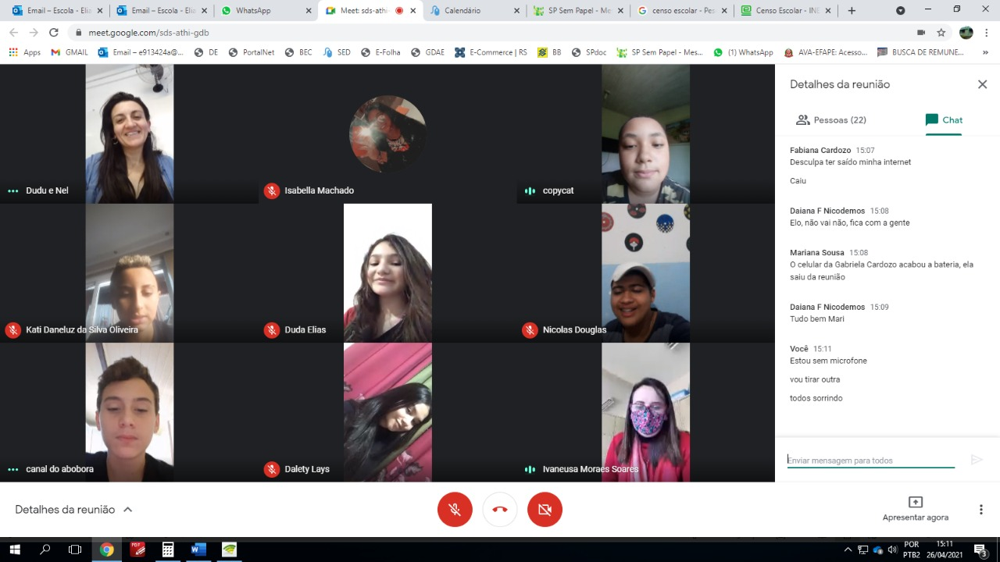 Email - Escola - Elia
Email - Escola - Elia
WhatsApp
Meet: sds-athi-
Calendário
SP Sem Papel - Me
censo escolar - Pes
Censo Escolar - INE
meet.google.com/sds-athi-gdb
Apps
GMAIL
Email – e913424a@...
DE
PortalNet
BEC
SED
E-Folha
GDAE
E-Commerce | RS
BB
SPdoc
SP Sem Papel - Mes...
(1) WhatsApp
AVA-EFAPE: Acesso...
BUSCA DE REMUNE...
»
Dudu e Nel
Isabella Machado
copycat
Kati Daneluz da Silva Oliveira
Duda Elias
Nicolas Douglas
canal do abobora
Dalety Lays
Ivaneusa Moraes Soares
Detalhes da reunião
Pessoas (22)
Chat
Fabiana Cardozo 15:07
Desculpa ter saído minha internet
Caiu
Daiana F Nicodemos 15:08
Elo, não vai não, fica com a gente
Mariana Sousa 15:08
O celular da Gabriela Cardozo acabou a bateria, ela
saiu da reunião
Daiana F Nicodemos 15:09
Tudo bem Mari
Você 15:11
Estou sem microfone
vou tirar outra
todos sorrindo
Enviar mensagem para todos
Detalhes da reunião
Apresentar agora
PDF
W
POR
PTB2
15:11
26/04/2021
3